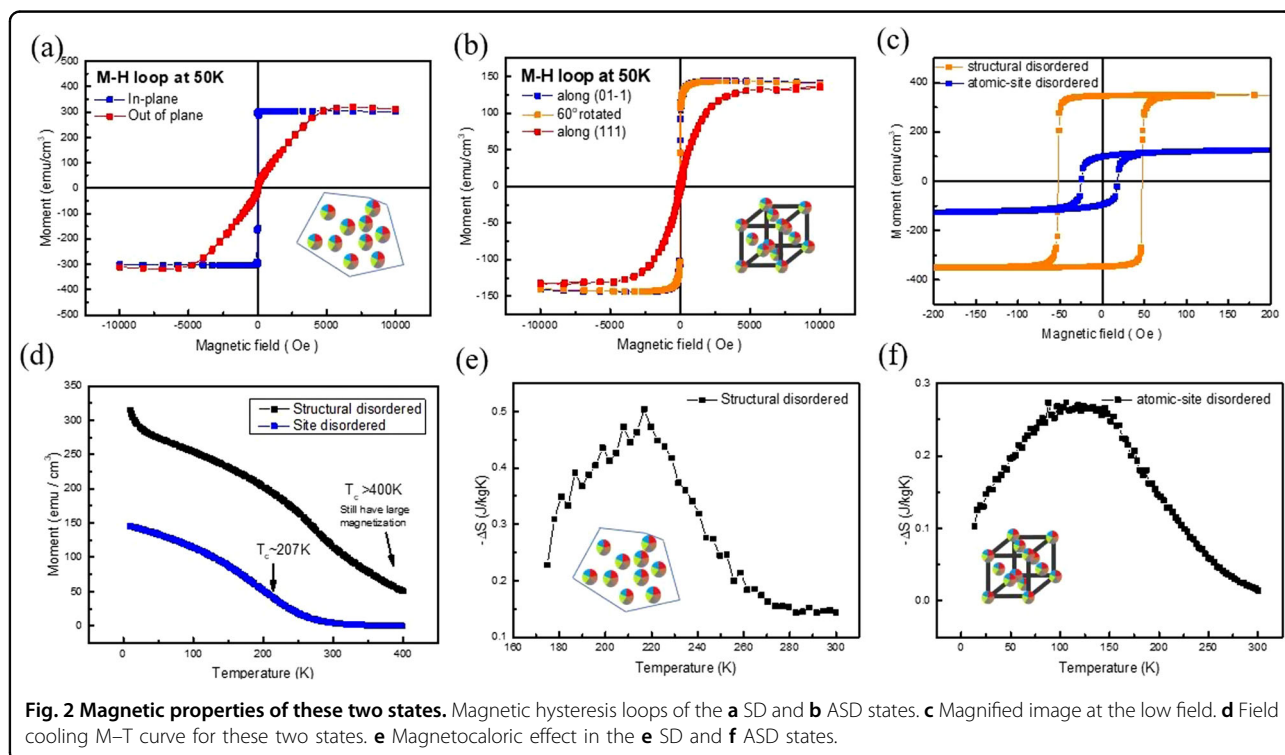 (a)
M-H loop at 50K
In-plane
Out of plane
500
400
300
200
100
0
-100
-200
-300
-400
-500
-10000 -5000 0 5000 10000
Moment (emu/cm³)
Magnetic field ( Oe )
(b)
M-H loop at 50K
along (01-1)
60° rotated
along (111)
150
100
50
0
-50
-100
-150
-10000 -5000 0 5000 10000
Moment (emu/cm³)
Magnetic field ( Oe )
(c)
structural disordered
atomic-site disordered
400
200
0
-200
-400
-200 -100 0 100 200
Moment (emu/cm³)
Magnetic field ( Oe )
(d)
Structural disordered
Site disordered
T_c >400K
Still have large
magnetization
T_c~207K
350
300
250
200
150
100
50
0
0 100 200 300 400
Moment (emu / cm³)
Temperature (K)
(e)
Structural disordered
0.5
0.4
0.3
0.2
0.1
160 180 200 220 240 260 280 300
- ΔS (J/kgK)
Temperature (K)
(f)
atomic-site disordered
0.3
0.2
0.1
0.0
0 50 100 150 200 250 300
- ΔS (J/kgK)
Temperature (K)
Fig. 2 Magnetic properties of these two states. Magnetic hysteresis loops of the a SD and b ASD states. c Magnified image at the low field. d Field
cooling M–T curve for these two states. e Magnetocaloric effect in the e SD and f ASD states.